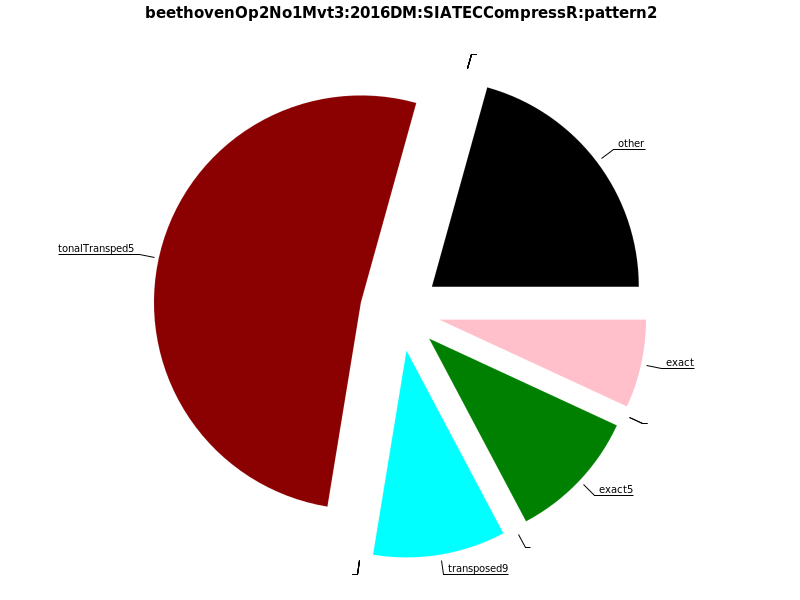 beethovenOp2No1Mvt3:2016DM:SIATECCompressR:pattern2
other
tonalTransped5
exact
exact5
transposed9